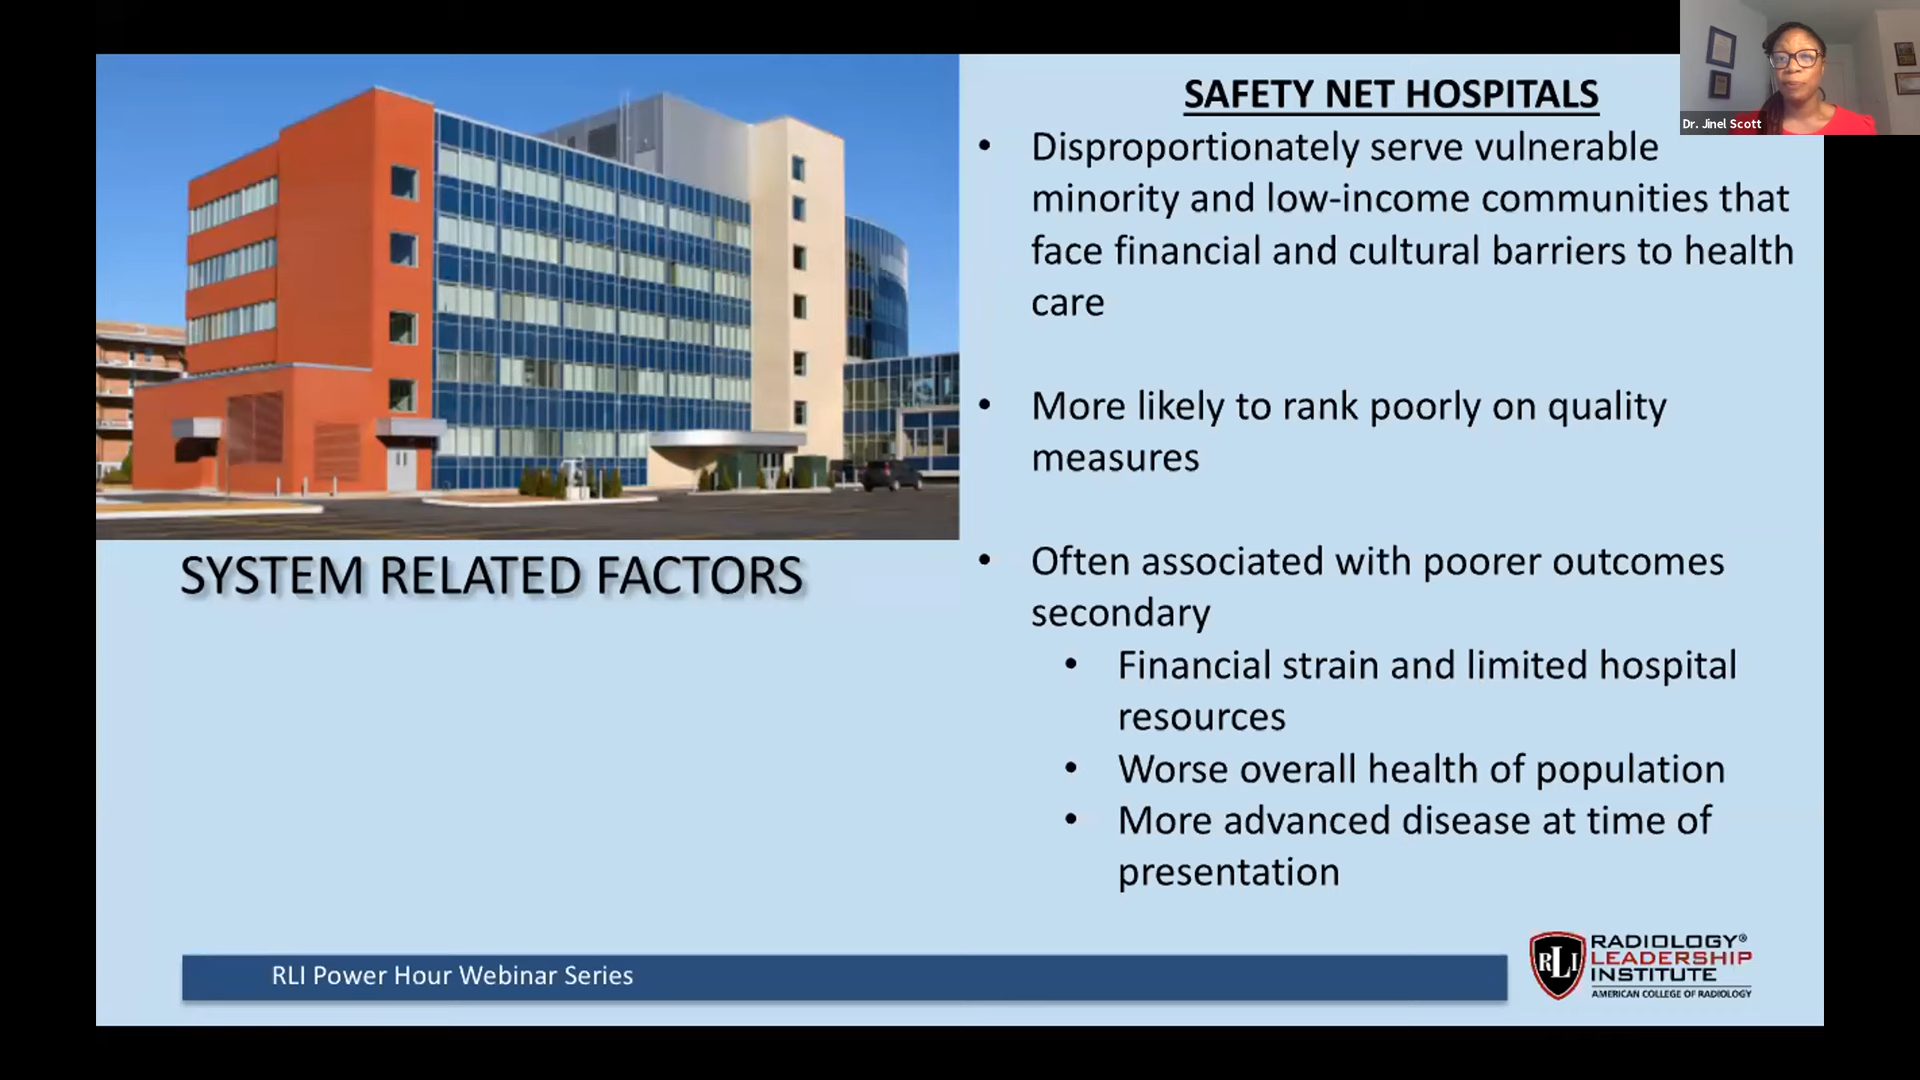 Dr. Jinel Scott
SAFETY NET HOSPITALS
• Disproportionately serve vulnerable
minority and low-income communities that
face financial and cultural barriers to health
care
• More likely to rank poorly on quality
measures
• Often associated with poorer outcomes
secondary
• Financial strain and limited hospital
resources
• Worse overall health of population
• More advanced disease at time of
presentation
SYSTEM RELATED FACTORS
RLI Power Hour Webinar Series
RLI
RADIOLOGY®
LEADERSHIP
INSTITUTE
AMERICAN COLLEGE OF RADIOLOGY